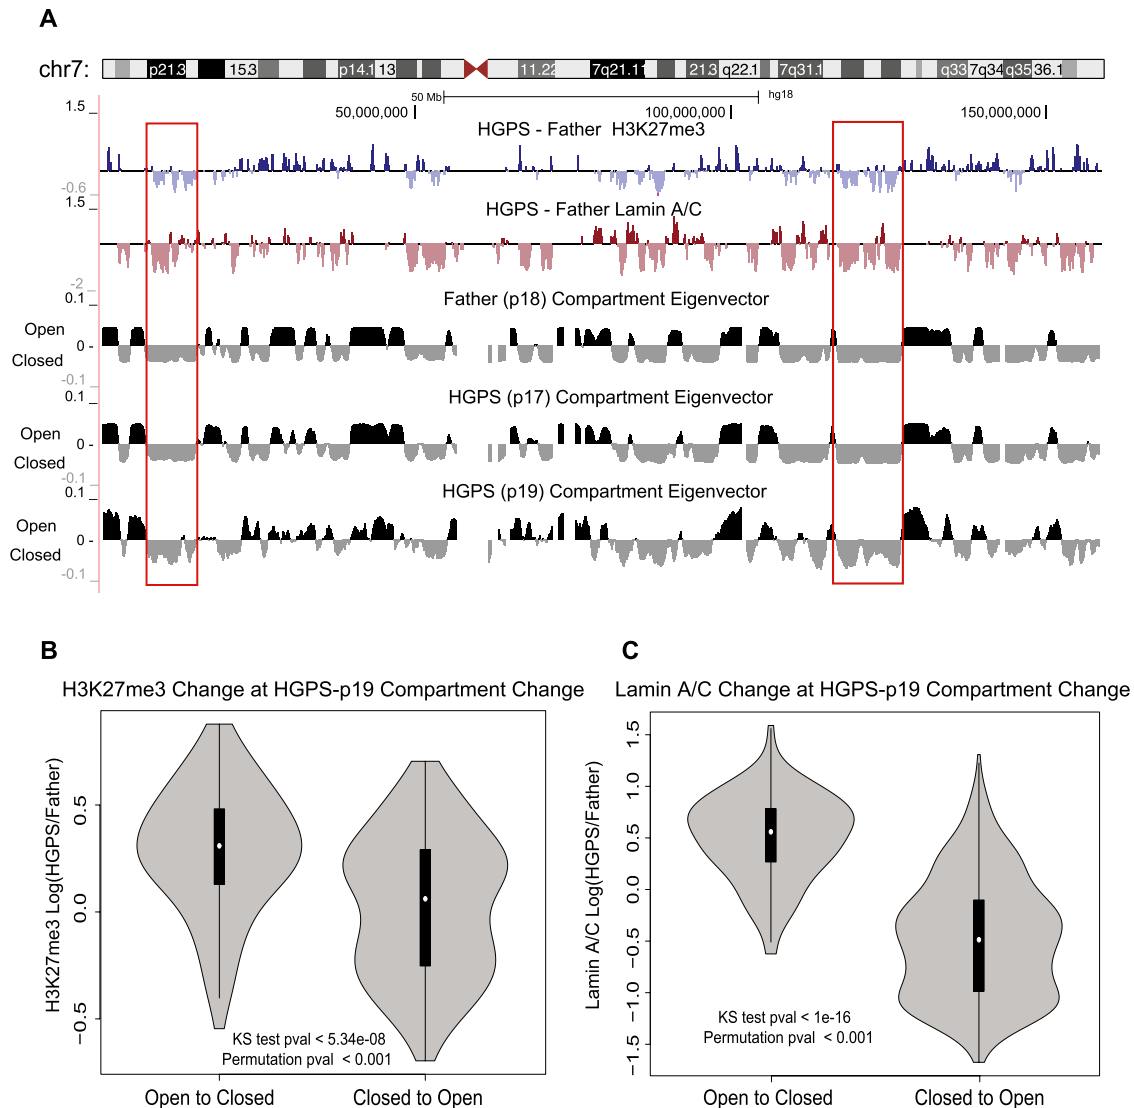 A
chr7: p21.3 15.3 p14.1 13 11.22 7q21.11 21.3 q22.1 7q31.1 q33 7q34 q35 36.1
50 Mb hg18
1.5 50,000,000 100,000,000 150,000,000
HGPS - Father H3K27me3
-0.6
1.5 HGPS - Father Lamin A/C
-2
0.1 Father (p18) Compartment Eigenvector
Open
0 -
Closed
-0.1
0.1 HGPS (p17) Compartment Eigenvector
Open
0 -
Closed
-0.1
0.1 HGPS (p19) Compartment Eigenvector
Open
0 -
Closed
-0.1
B
H3K27me3 Change at HGPS-p19 Compartment Change
H3K27me3 Log(HGPS/Father)
0.5
0.0
−0.5
KS test pval < 5.34e-08
Permutation pval < 0.001
Open to Closed Closed to Open
C
Lamin A/C Change at HGPS-p19 Compartment Change
Lamin A/C Log(HGPS/Father)
1.5
1.0
0.5
0.0
−0.5
−1.0
−1.5
KS test pval < 1e-16
Permutation pval < 0.001
Open to Closed Closed to Open